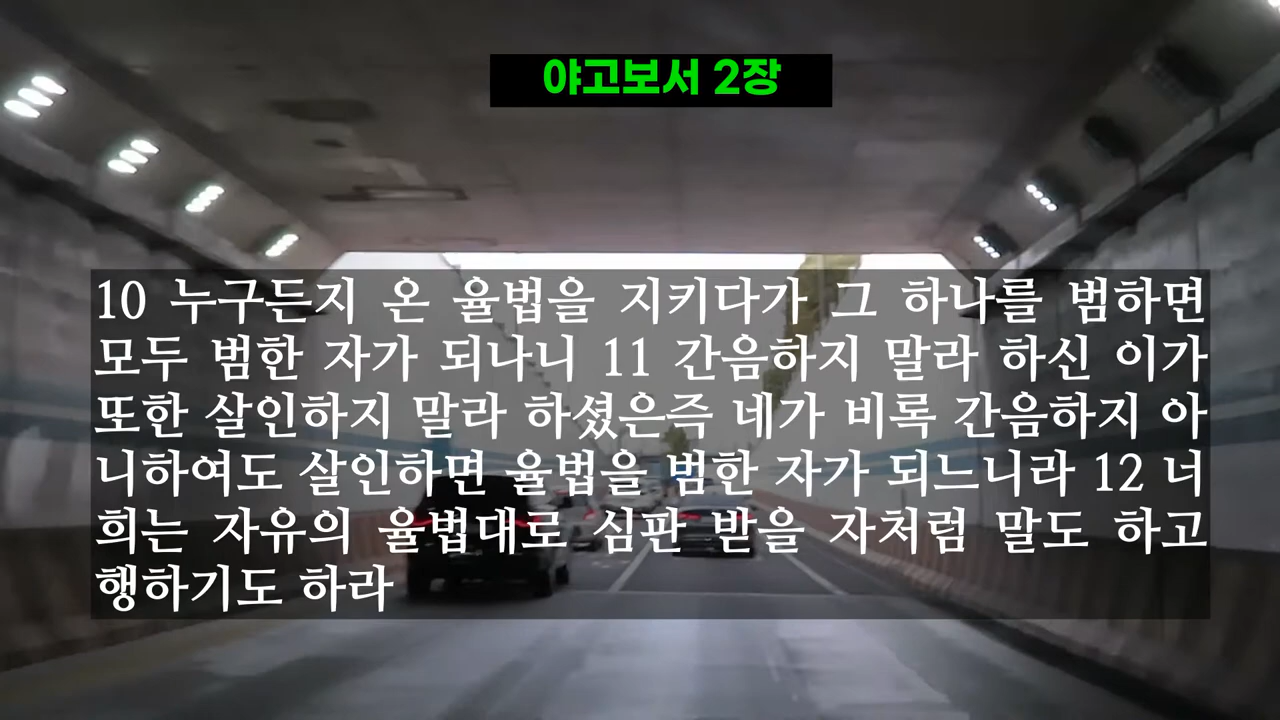 야고보서 2장
10 누구든지 온 율법을 지키다가 그 하나를 범하면
모두 범한 자가 되나니 11 간음하지 말라 하신 이가
또한 살인하지 말라 하셨은즉 네가 비록 간음하지 아
니하여도 살인하면 율법을 범한 자가 되느니라 12 너
희는 자유의 율법대로 심판 받을 자처럼 말도 하고
행하기도 하라